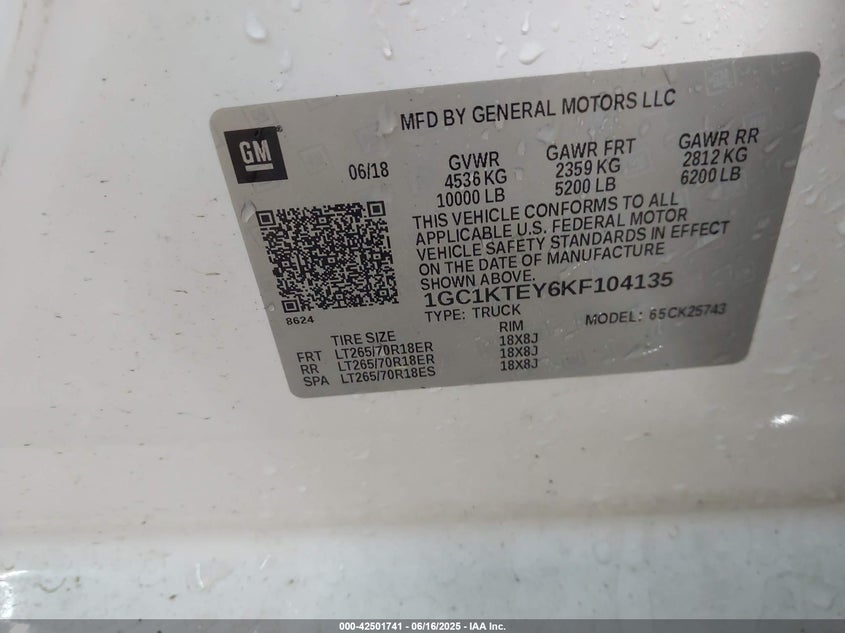 MFD BY GENERAL MOTORS LLC
GM
06/18
GVWR
4536 KG
10000 LB
GAWR FRT
2359 KG
5200 LB
GAWR RR
2812 KG
6200 LB
THIS VEHICLE CONFORMS TO ALL
APPLICABLE U.S. FEDERAL MOTOR
VEHICLE SAFETY STANDARDS IN EFFECT
ON THE DATE OF MANUFACTURE
SHOWN ABOVE.
1GC1KTEY6KF104135
8624
TYPE: TRUCK
MODEL: 65CK25743
TIRE SIZE
RIM
FRT LT265/70R18ER 18X8J
RR LT265/70R18ER 18X8J
SPA LT265/70R18ES 18X8J
000-42501741 - 06/16/2025 - IAA Inc.